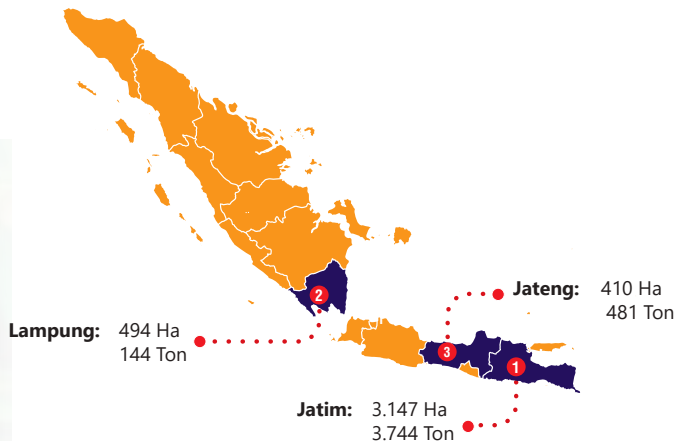 2
Jateng: 410 Ha
481 Ton
Lampung: 494 Ha
144 Ton
3
1
Jatim: 3.147 Ha
3.744 Ton